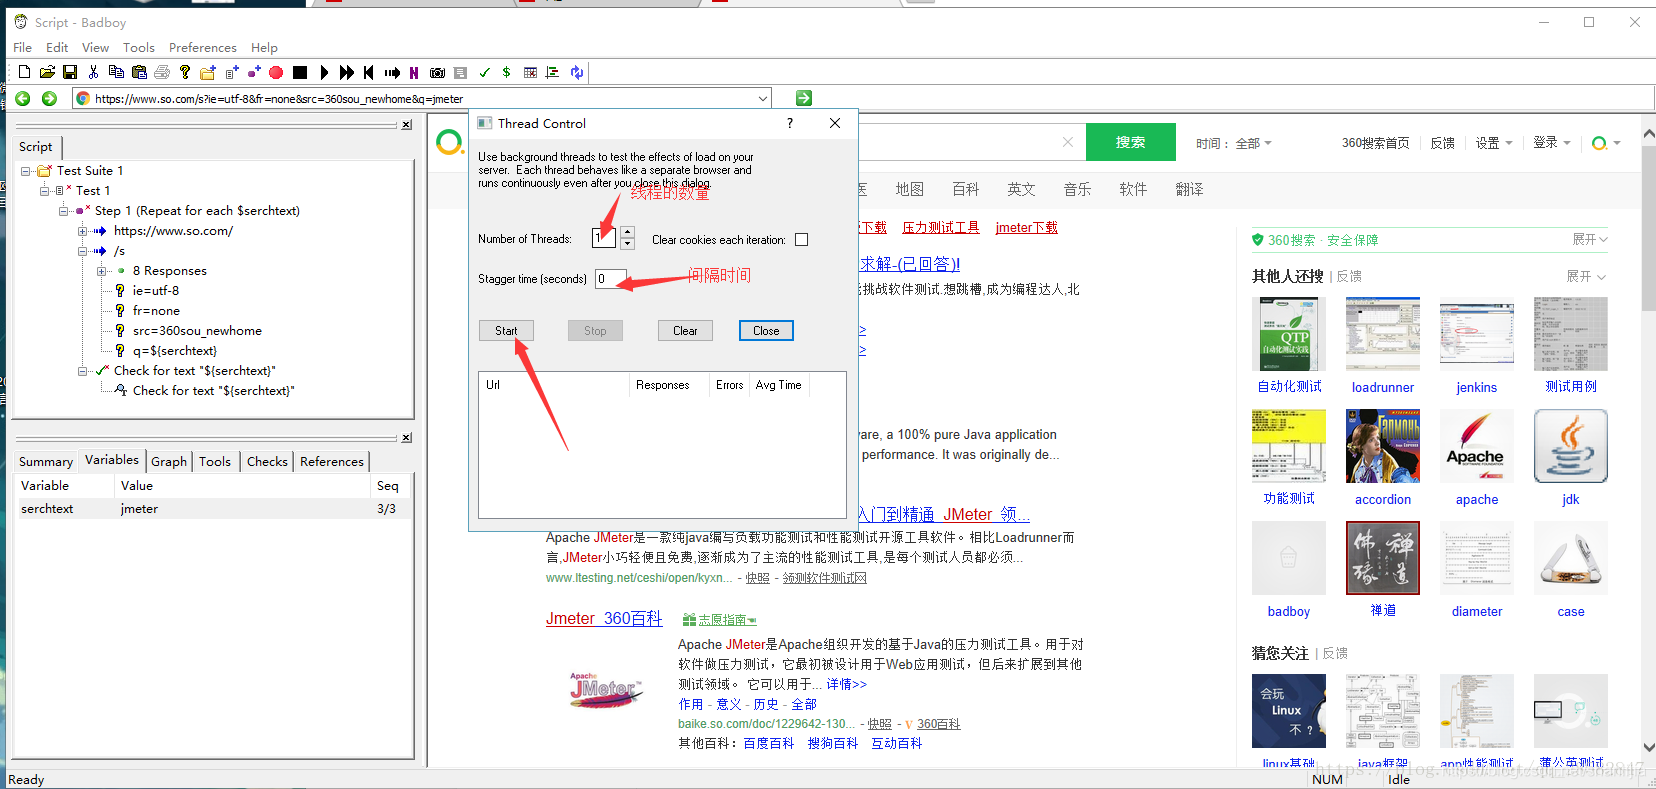 Script - Badboy
File Edit View Tools Preferences Help
https://www.so.com/s?ie=utf-8&fr=none&src=360sou_newhome&q=jmeter
Script
Test Suite 1
Test 1
Step 1 (Repeat for each $serchtext)
https://www.so.com/
/s
8 Responses
ie=utf-8
fr=none
src=360sou_newhome
q=${serchtext}
Check for text "${serchtext}"
Check for text "${serchtext}"
Summary Variables Graph Tools Checks References
Variable Value Seq
serchtext jmeter 3/3
Thread Control
Use background threads to test the effects of load on your
server. Each thread behaves like a separate browser and
runs continuously even after you close this dialog.
线程的数量
Number of Threads: 1 Clear cookies each iteration:
Stagger time (seconds) 0
间隔时间
Start Stop Clear Close
Url Responses Errors Avg Time
搜索 时间: 全部 360搜索首页 反馈 设置 登录
地图 百科 英文 音乐 软件 翻译
下载 压力测试工具 jmeter下载
求解-(已回答)!
挑战软件测试.想跳槽,成为编程达人,北
are, a 100% pure Java application
performance. It was originally de...
入门到精通 JMeter 领...
Apache JMeter是一款纯java编写负载功能测试和性能测试开源工具软件。相比Loadrunner而
言,JMeter小巧轻便且免费,逐渐成为了主流的性能测试工具,是每个测试人员都必须...
www.ltesting.net/ceshi/open/kyxn... - 快照 - 领测软件测试网
Jmeter_360百科 志愿指南
Apache JMeter是Apache组织开发的基于Java的压力测试工具。用于对
软件做压力测试，它最初被设计用于Web应用测试，但后来扩展到其他
测试领域。 它可以用于... 详情>>
作用 - 意义 - 历史 - 全部
baike.so.com/doc/1229642-130... - 快照 - V 360百科
其他百科： 百度百科 搜狗百科 互动百科
Apache
JMeter
360搜索 · 安全保障 展开
其他人还搜 | 反馈 展开
QTP
自动化测试实践
自动化测试 loadrunner jenkins 测试用例
Apache
功能测试 accordion apache jdk
佛禅缘道
badboy 禅道 diameter case
猜您关注 | 反馈
会玩
Linux
不?
linux基础 java框架 app性能测试 蒲公英测试
Ready NUM Idle